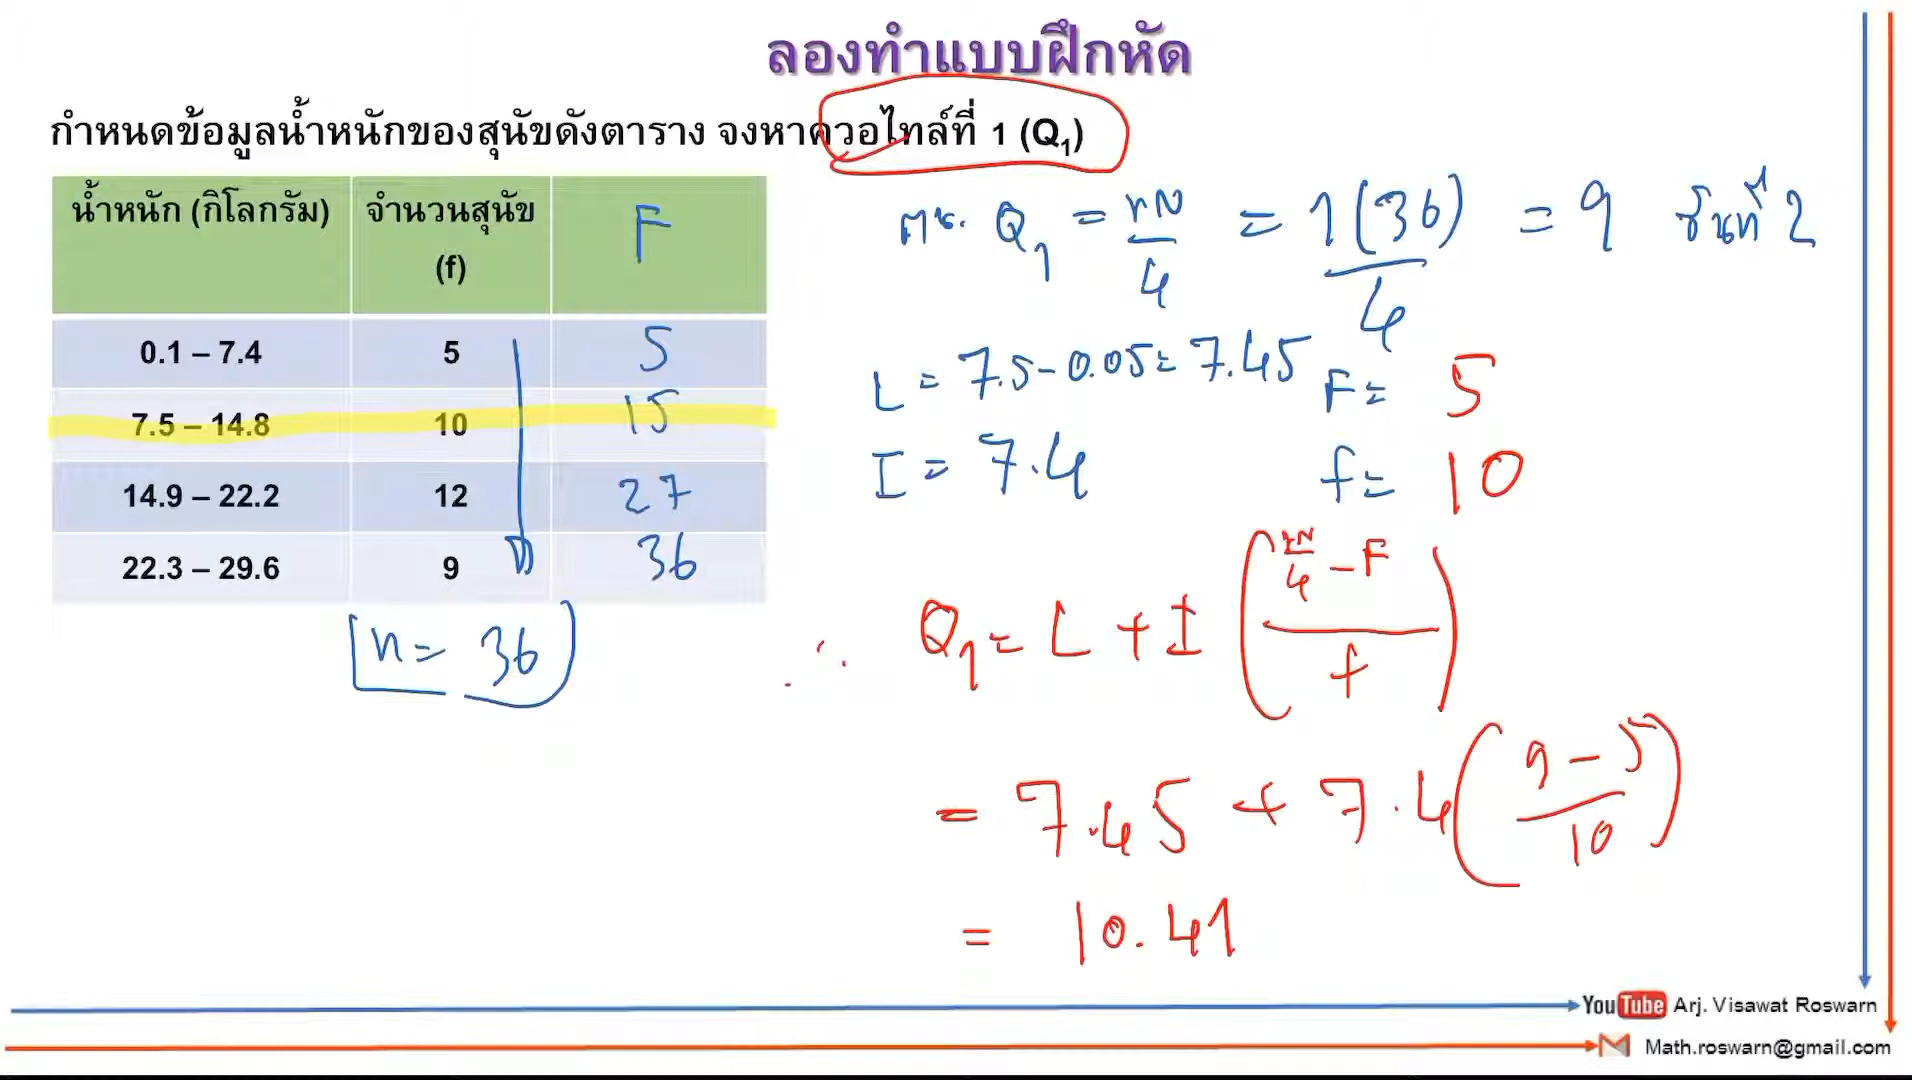 ลองทำแบบฝึกหัด
กำหนดข้อมูลน้ำหนักของสุนัขดังตาราง จงหาควอไทล์ที่ 1 (Q₁)
น้ำหนัก (กิโลกรัม) จำนวนสุนัข (f) F
0.1 – 7.4 5 5
7.5 – 14.8 10 15
14.9 – 22.2 12 27
22.3 – 29.6 9 36
n = 36
ตน. Q₁ = rN/4 = 1(36)/4 = 9 ชั้นที่ 2
L = 7.5 - 0.05 = 7.45 F = 5
I = 7.4 f = 10
∴ Q₁ = L + I ((rN/4 - F)/f)
= 7.45 + 7.4 ((9 - 5)/10)
= 10.41
YouTube Arj. Visawat Roswarn
Math.roswarn@gmail.com